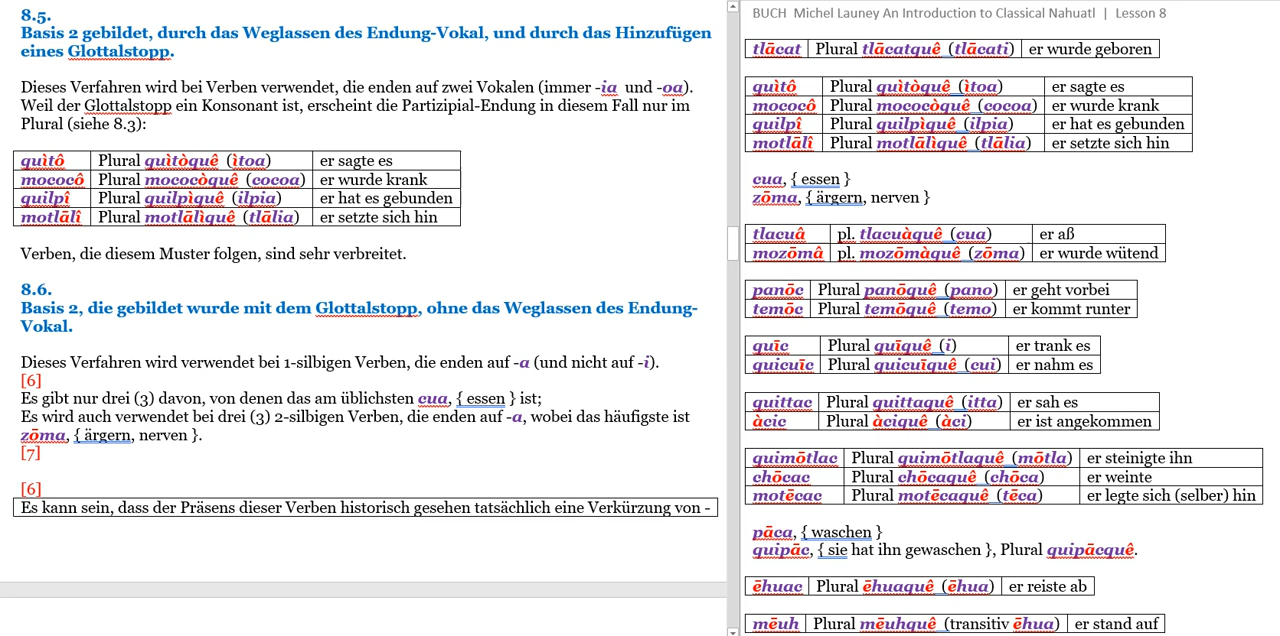 8.5.
Basis 2 gebildet, durch das Weglassen des Endung-Vokal, und durch das Hinzufügen
eines Glottalstopp.
Dieses Verfahren wird bei Verben verwendet, die enden auf zwei Vokalen (immer -ia und -oa).
Weil der Glottalstopp ein Konsonant ist, erscheint die Partizipial-Endung in diesem Fall nur im
Plural (siehe 8.3):
quìtô Plural quìtòquê (ìtoa) er sagte es
mococô Plural mococòquê (cocoa) er wurde krank
quilpî Plural quilpìquê (ilpia) er hat es gebunden
motlālî Plural motlālìquê (tlālia) er setzte sich hin
Verben, die diesem Muster folgen, sind sehr verbreitet.
8.6.
Basis 2, die gebildet wurde mit dem Glottalstopp, ohne das Weglassen des Endung-
Vokal.
Dieses Verfahren wird verwendet bei 1-silbigen Verben, die enden auf -a (und nicht auf -i).
[6]
Es gibt nur drei (3) davon, von denen das am üblichsten cua, { essen } ist;
Es wird auch verwendet bei drei (3) 2-silbigen Verben, die enden auf -a, wobei das häufigste ist
zōma, { ärgern, nerven }.
[7]
[6]
Es kann sein, dass der Präsens dieser Verben historisch gesehen tatsächlich eine Verkürzung von -
BUCH Michel Launey An Introduction to Classical Nahuatl | Lesson 8
tlācat Plural tlācatquê (tlācati) er wurde geboren
quìtô Plural quìtòquê (ìtoa) er sagte es
mococô Plural mococòquê (cocoa) er wurde krank
quilpî Plural quilpìquê (ilpia) er hat es gebunden
motlālî Plural motlālìquê (tlālia) er setzte sich hin
cua, { essen }
zōma, { ärgern, nerven }
tlacuâ pl. tlacuàquê (cua) er aß
mozōmâ pl. mozōmàquê (zōma) er wurde wütend
panōc Plural panōquê (pano) er geht vorbei
temōc Plural temōquê (temo) er kommt runter
quīc Plural quīquê (i) er trank es
quicuīc Plural quicuīquê (cui) er nahm es
quittac Plural quittaquê (itta) er sah es
àcic Plural àciquê (àci) er ist angekommen
quimōtlac Plural quimōtlaquê (mōtla) er steinigte ihn
chōcac Plural chōcaquê (chōca) er weinte
motēcac Plural motēcaquê (tēca) er legte sich (selber) hin
pāca, { waschen }
quipāc, { sie hat ihn gewaschen }, Plural quipācquê.
ēhuac Plural ēhuaquê (ēhua) er reiste ab
mēuh Plural mēuhquê (transitiv ēhua) er stand auf